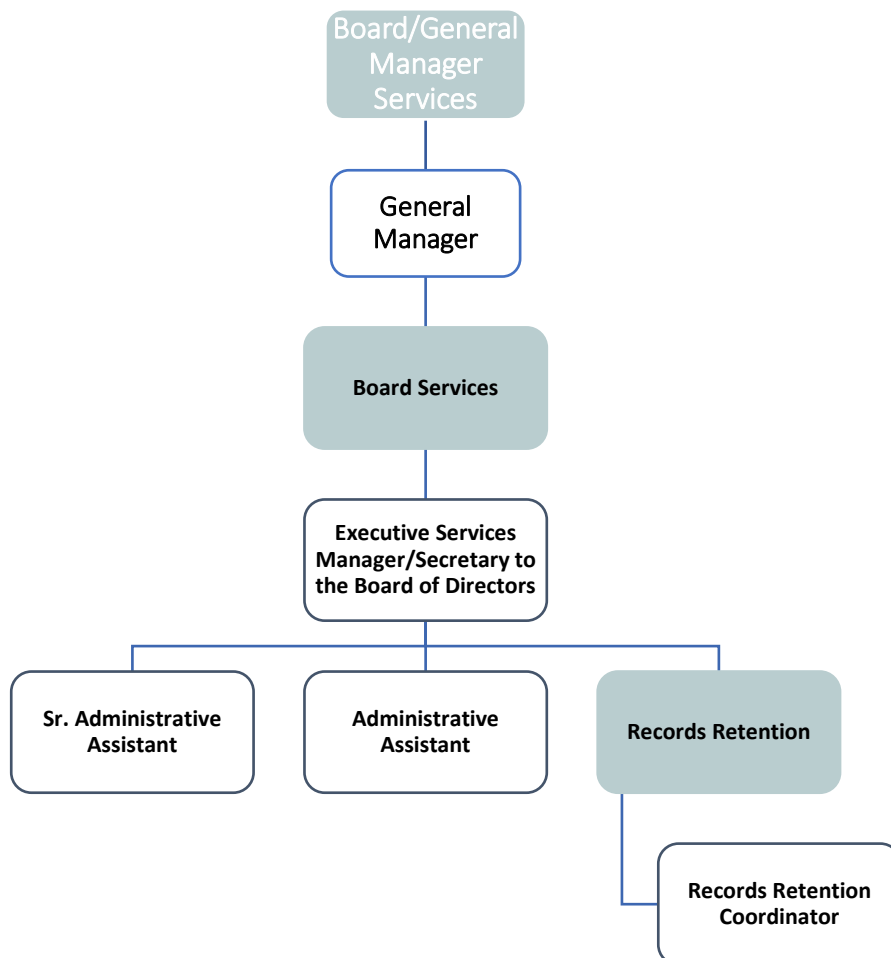 Board/General
Manager
Services
General
Manager
Board Services
Executive Services
Manager/Secretary to
the Board of Directors
Sr. Administrative
Assistant
Administrative
Assistant
Records Retention
Records Retention
Coordinator